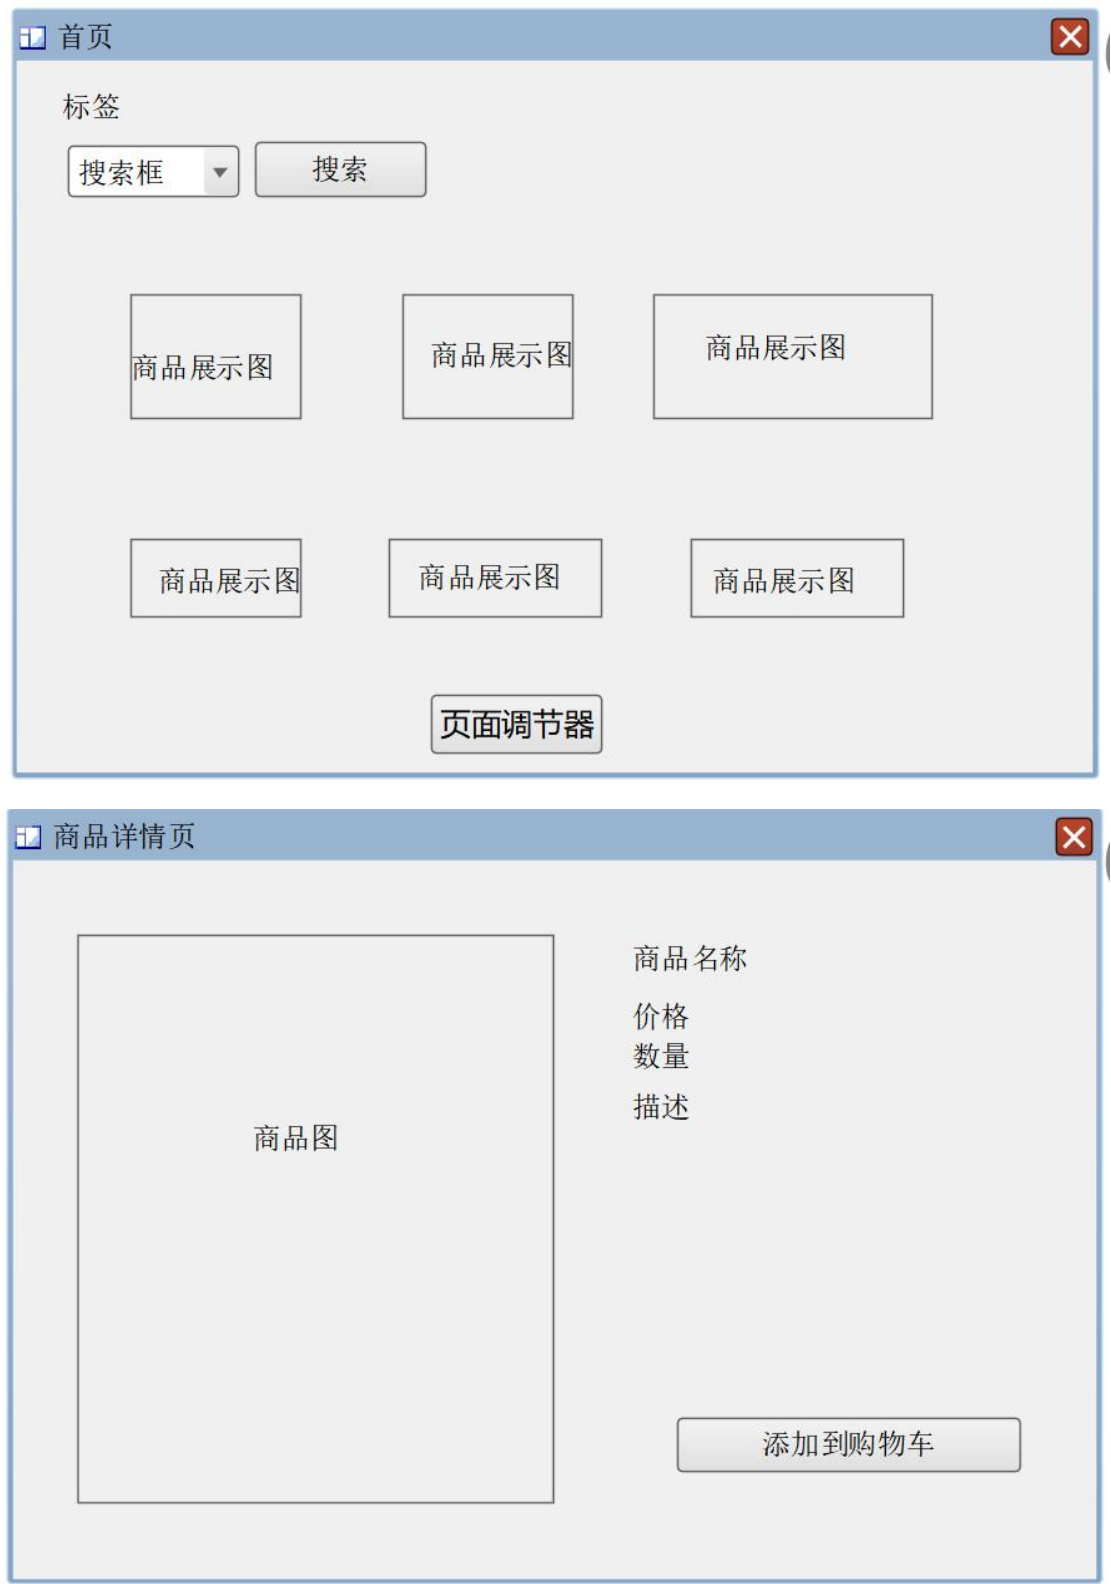 首页
标签
搜索框
搜索
商品展示图
商品展示图
商品展示图
商品展示图
商品展示图
商品展示图
页面调节器
商品详情页
商品图
商品名称
价格
数量
描述
添加到购物车